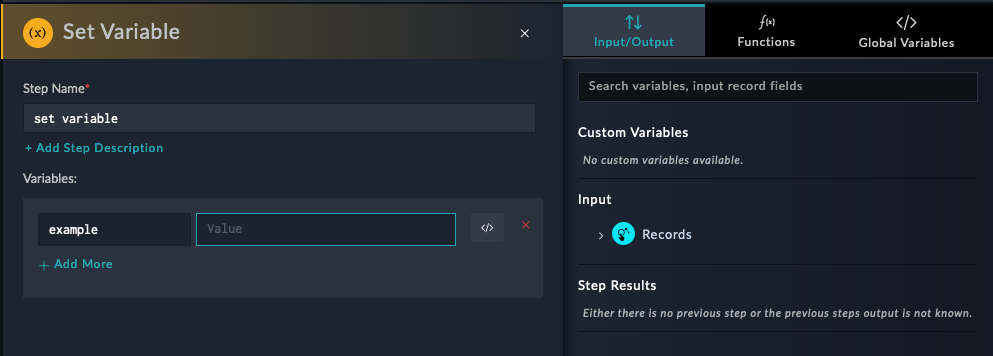 (x) Set Variable
Step Name*
set variable
+ Add Step Description
Variables:
example
Value
</>
+ Add More
Input/Output
f(x)
Functions
</>
Global Variables
Search variables, input record fields
Custom Variables
No custom variables available.
Input
Records
Step Results
Either there is no previous step or the previous steps output is not known.